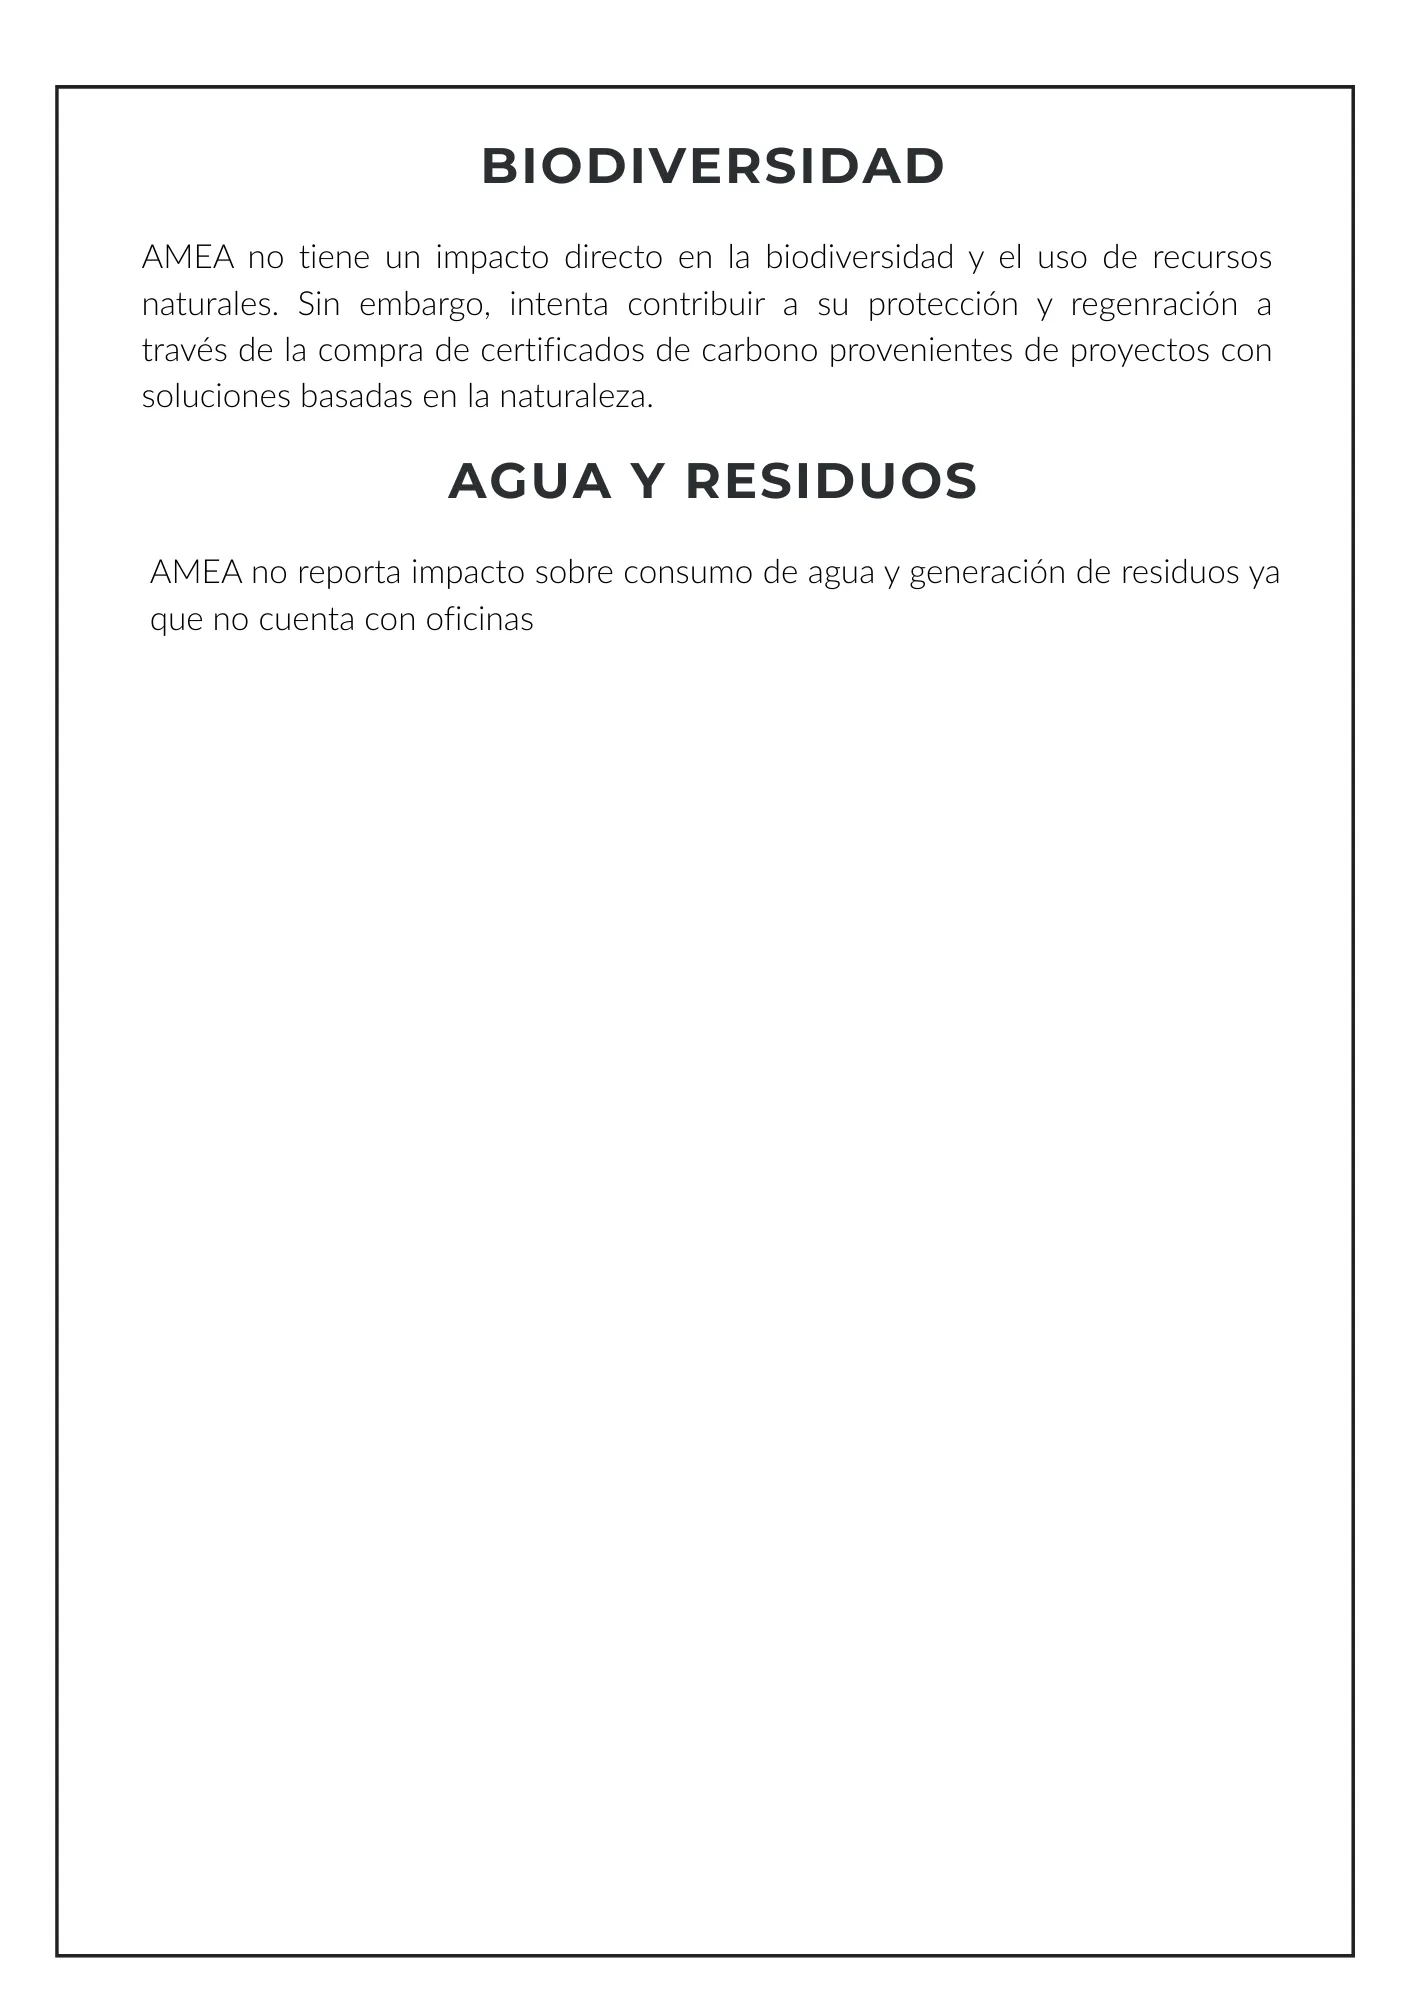 BIODIVERSIDAD
AMEA no tiene un impacto directo en la biodiversidad y el uso de recursos
naturales. Sin embargo, intenta contribuir a su protección y regenración a
través de la compra de certificados de carbono provenientes de proyectos con
soluciones basadas en la naturaleza.
AGUA Y RESIDUOS
AMEA no reporta impacto sobre consumo de agua y generación de residuos ya
que no cuenta con oficinas